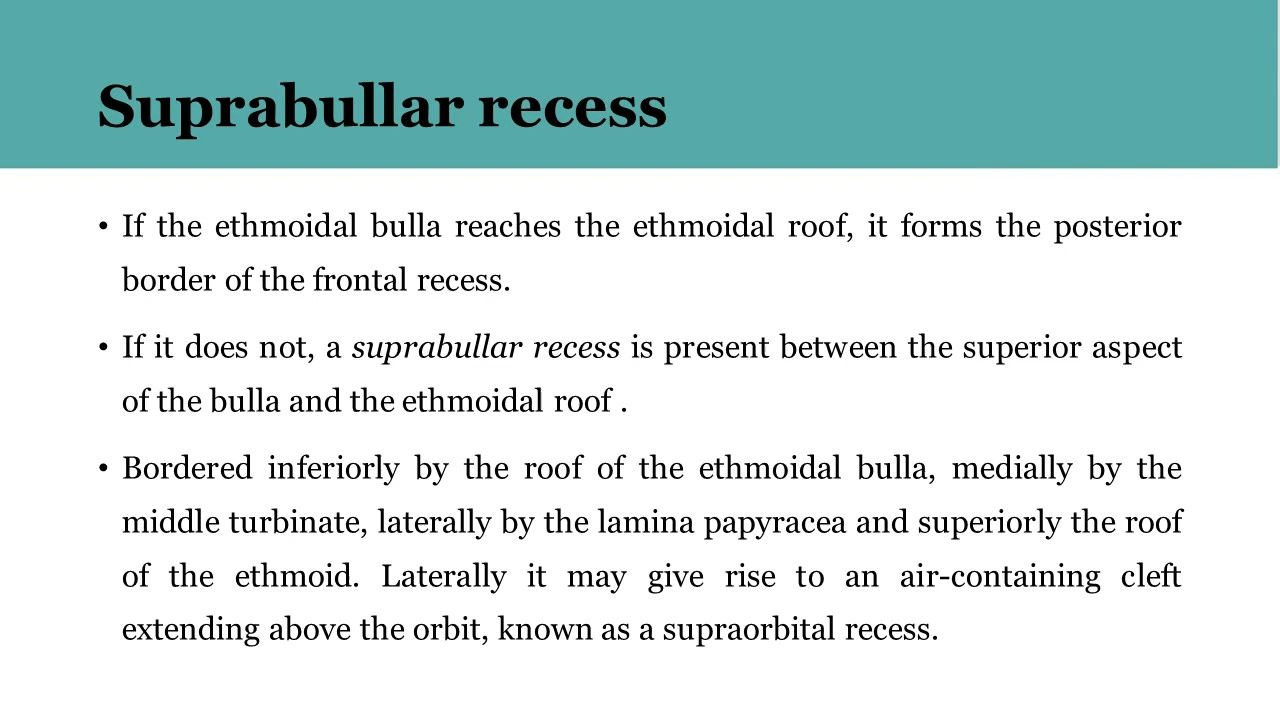 Suprabullar recess
• If the ethmoidal bulla reaches the ethmoidal roof, it forms the posterior
border of the frontal recess.
• If it does not, a suprabullar recess is present between the superior aspect
of the bulla and the ethmoidal roof .
• Bordered inferiorly by the roof of the ethmoidal bulla, medially by the
middle turbinate, laterally by the lamina papyracea and superiorly the roof
of the ethmoid. Laterally it may give rise to an air-containing cleft
extending above the orbit, known as a supraorbital recess.